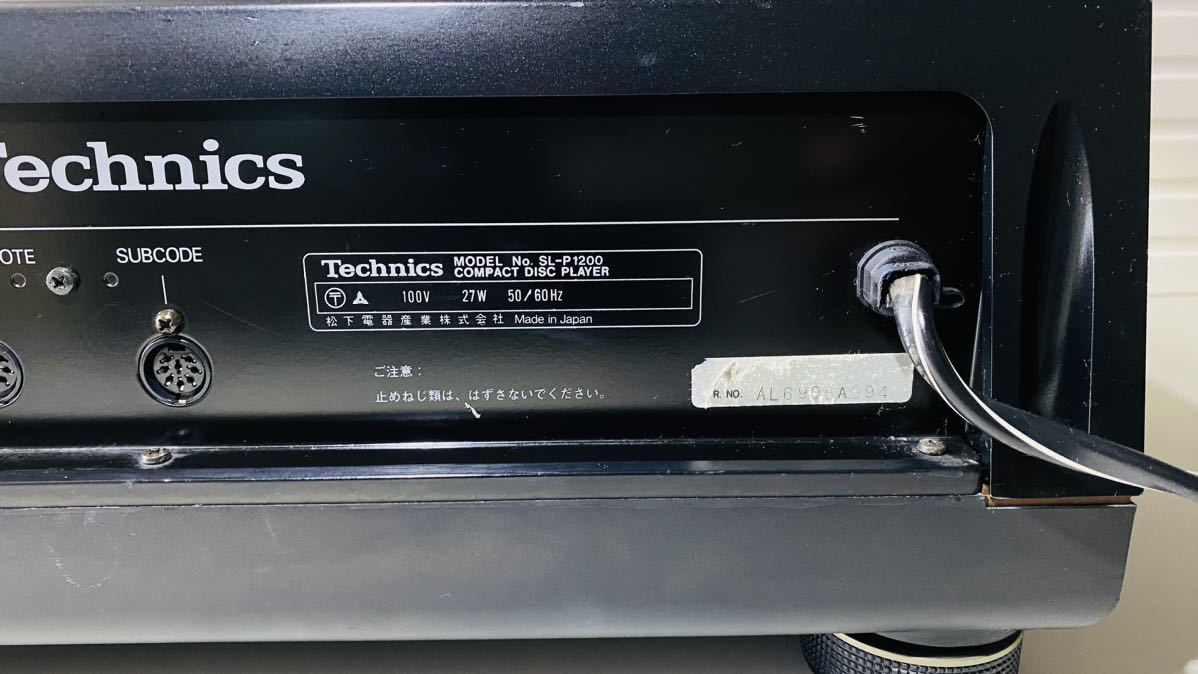 Technics
OTE
SUBCODE
Technics MODEL No. SL-P1200
COMPACT DISC PLAYER
〒 100V 27W 50/60Hz
松下電器産業株式会社 Made in Japan
ご注意：
止めねじ類は、はずさないでください。
R. NO. AL6903A094